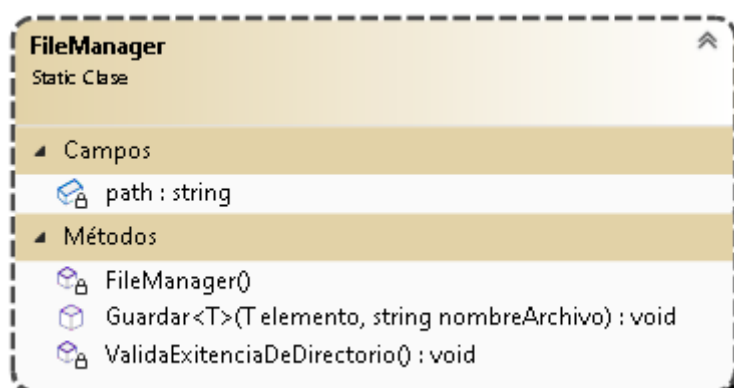 FileManager
Static Clase
Campos
path : string
Métodos
FileManager()
Guardar<T>(T elemento, string nombreArchivo) : void
ValidaExitenciaDeDirectorio() : void